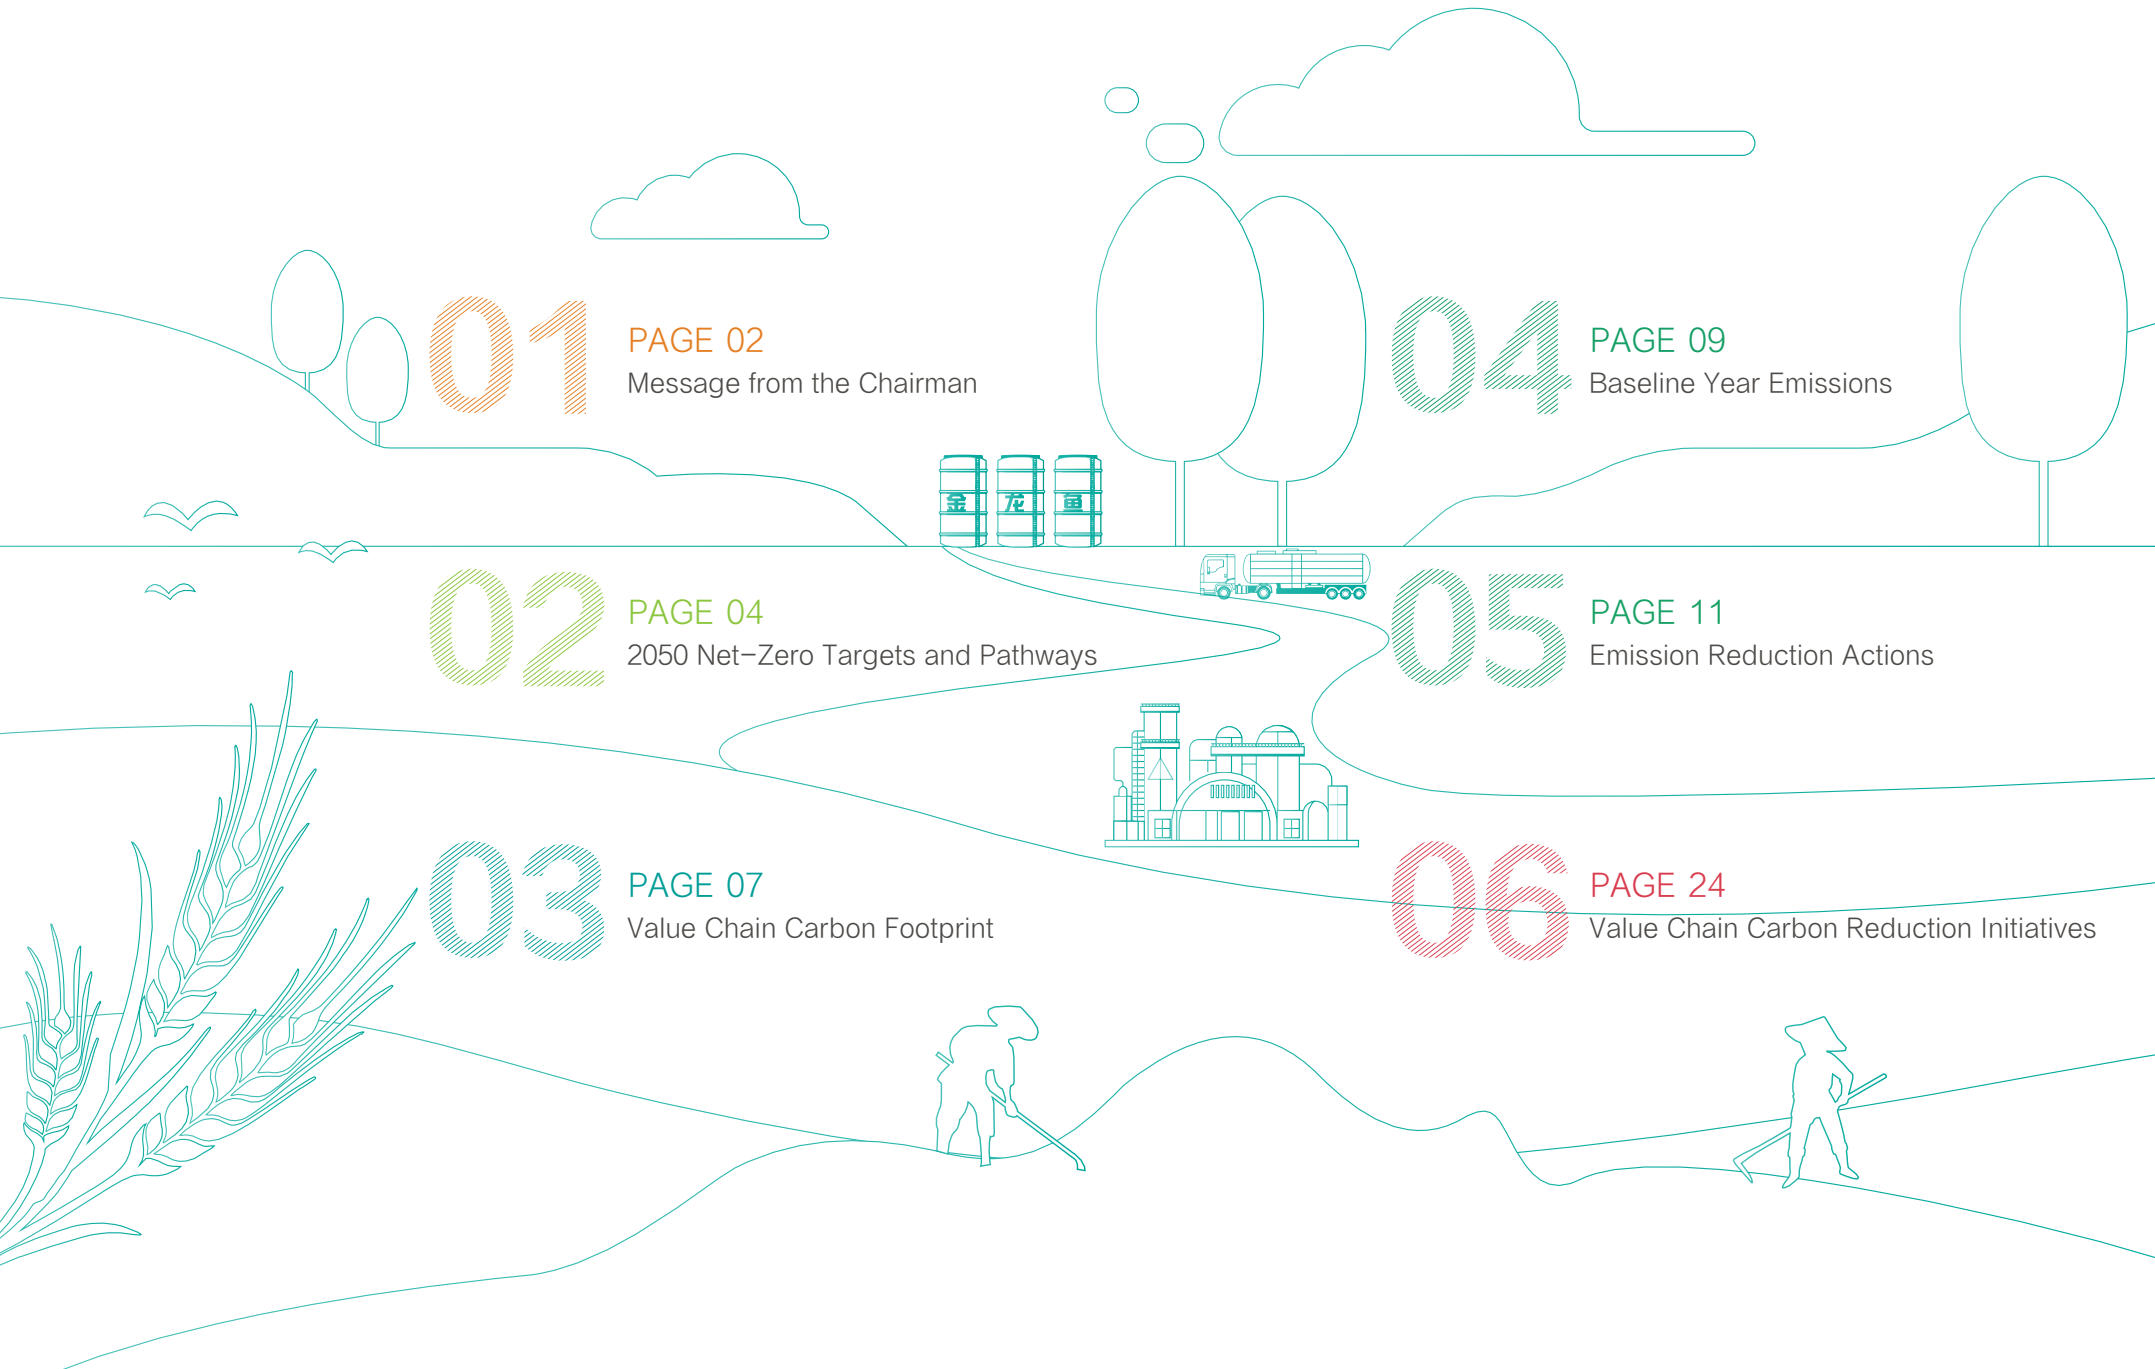 01
PAGE 02
Message from the Chairman
02
PAGE 04
2050 Net-Zero Targets and Pathways
03
PAGE 07
Value Chain Carbon Footprint
04
PAGE 09
Baseline Year Emissions
05
PAGE 11
Emission Reduction Actions
06
PAGE 24
Value Chain Carbon Reduction Initiatives
金龙鱼